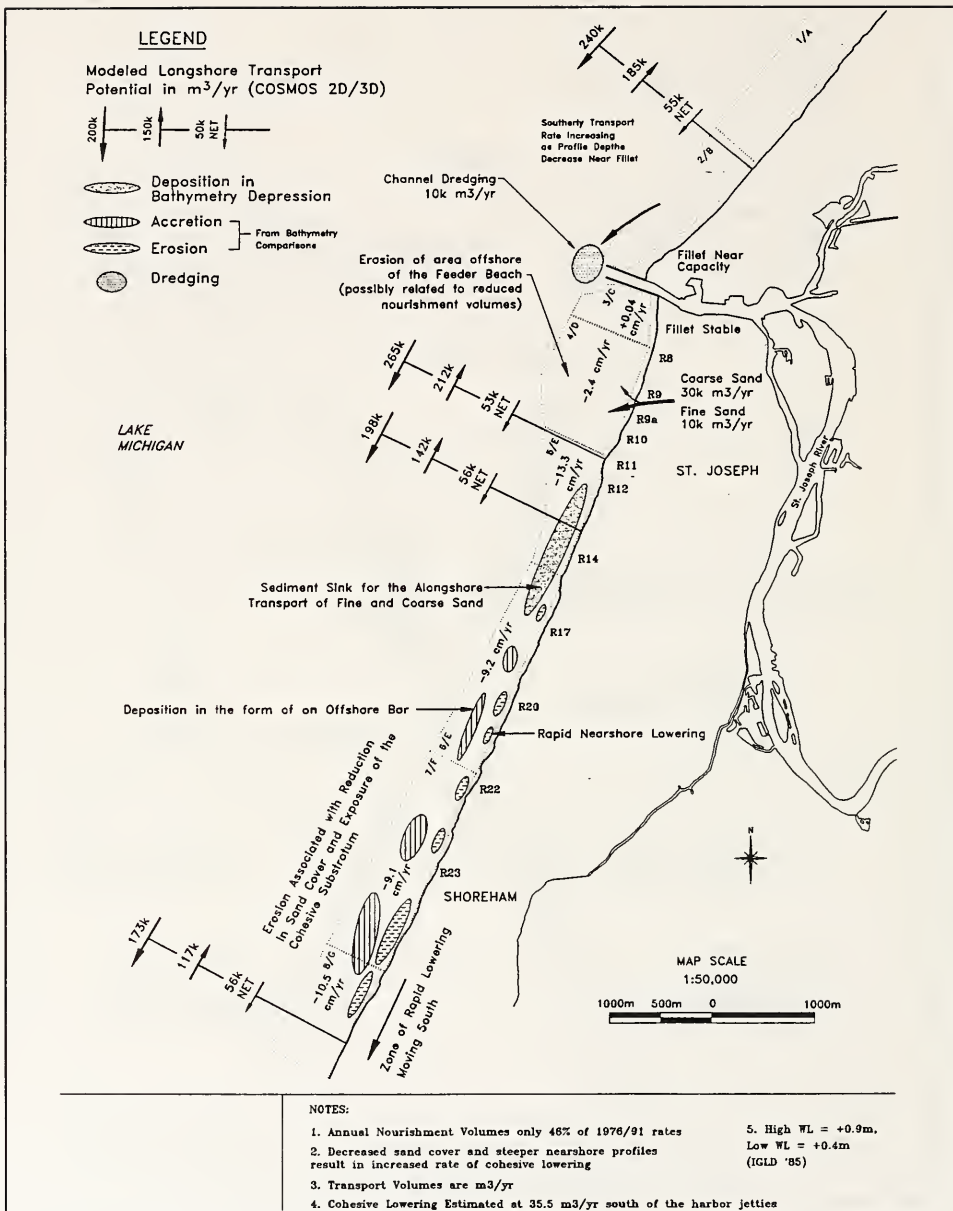 LEGEND
Modeled Longshore Transport
Potential in m3/yr (COSMOS 2D/3D)
200k
150k
50k
NET
Deposition in
Bathymetry Depression
Accretion
Erosion
From Bathymetry
Comparisons
Dredging
240k
185k
55k
NET
1/A
2/B
Southerly Transport
Rate Increasing
as Profile Depths
Decrease Near Fillet
Channel Dredging
10k m3/yr
Fillet Near
Capacity
Erosion of area offshore
of the Feeder Beach
(possibly related to reduced
nourishment volumes)
3/C
+0.04
cm/yr
4/D
Fillet Stable
-2.4 cm/yr
R8
R9
R9a
R10
R11
R12
Coarse Sand
30k m3/yr
Fine Sand
10k m3/yr
265k
212k
53k
NET
LAKE
MICHIGAN
198k
142k
56k
NET
-13.3
cm/yr
ST. JOSEPH
St. Joseph River
R14
Sediment Sink for the Alongshore
Transport of Fine and Coarse Sand
R17
-9.2 cm/yr
Deposition in the form of an Offshore Bar
R20
Rapid Nearshore Lowering
7/F
R22
Erosion Associated with Reduction
in Sand Cover and Exposure of the
Cohesive Substratum
-9.1
cm/yr
R23
SHOREHAM
N
173k
117k
56k
NET
-10.5
cm/yr
Zone of Rapid Lowering
Moving South
MAP SCALE
1:50,000
1000m 500m 0 1000m
NOTES:
1. Annual Nourishment Volumes only 46% of 1976/91 rates
2. Decreased sand cover and steeper nearshore profiles
result in increased rate of cohesive lowering
3. Transport Volumes are m3/yr
4. Cohesive Lowering Estimated at 35.5 m3/yr south of the harbor jetties
5. High WL = +0.9m,
Low WL = +0.4m
(IGLD '85)